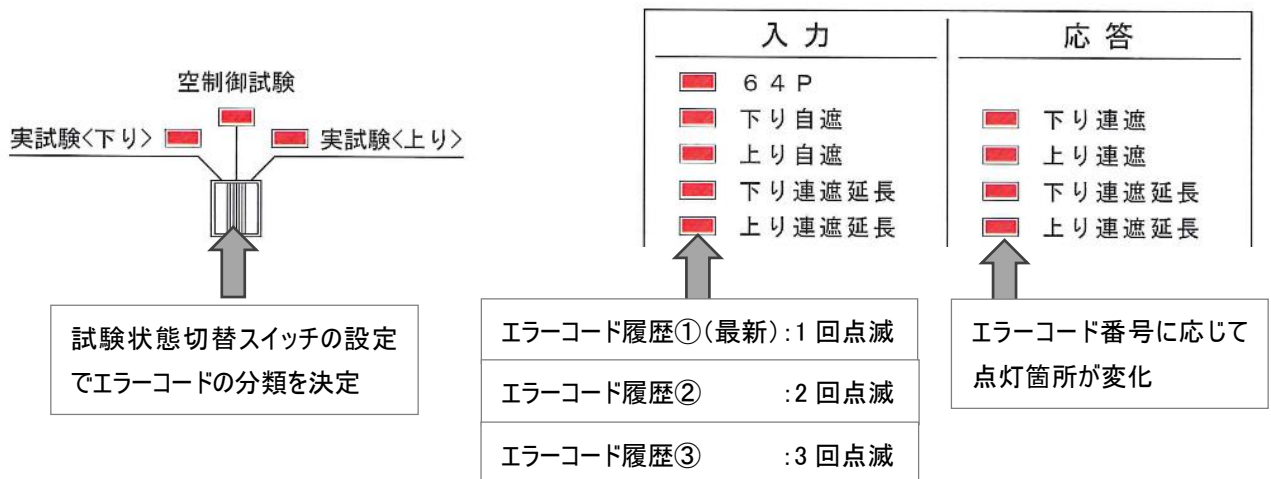 空制御試験
実試験<下り>
実試験<上り>
試験状態切替スイッチの設定
でエラーコードの分類を決定
入力
応答
64P
下り自遮
上り自遮
下り連遮延長
上り連遮延長
下り連遮
上り連遮
下り連遮延長
上り連遮延長
エラーコード履歴①(最新):1回点滅
エラーコード履歴② :2回点滅
エラーコード履歴③ :3回点滅
エラーコード番号に応じて
点灯箇所が変化